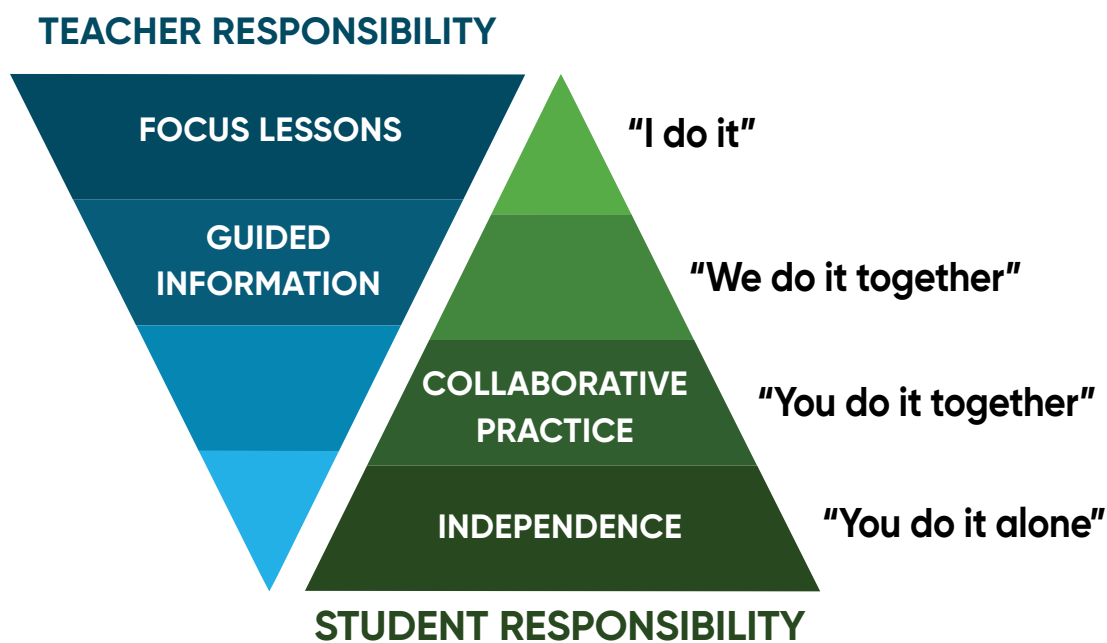 TEACHER RESPONSIBILITY
FOCUS LESSONS
“I do it”
GUIDED
INFORMATION
“We do it together”
COLLABORATIVE
PRACTICE
“You do it together”
INDEPENDENCE
“You do it alone”
STUDENT RESPONSIBILITY